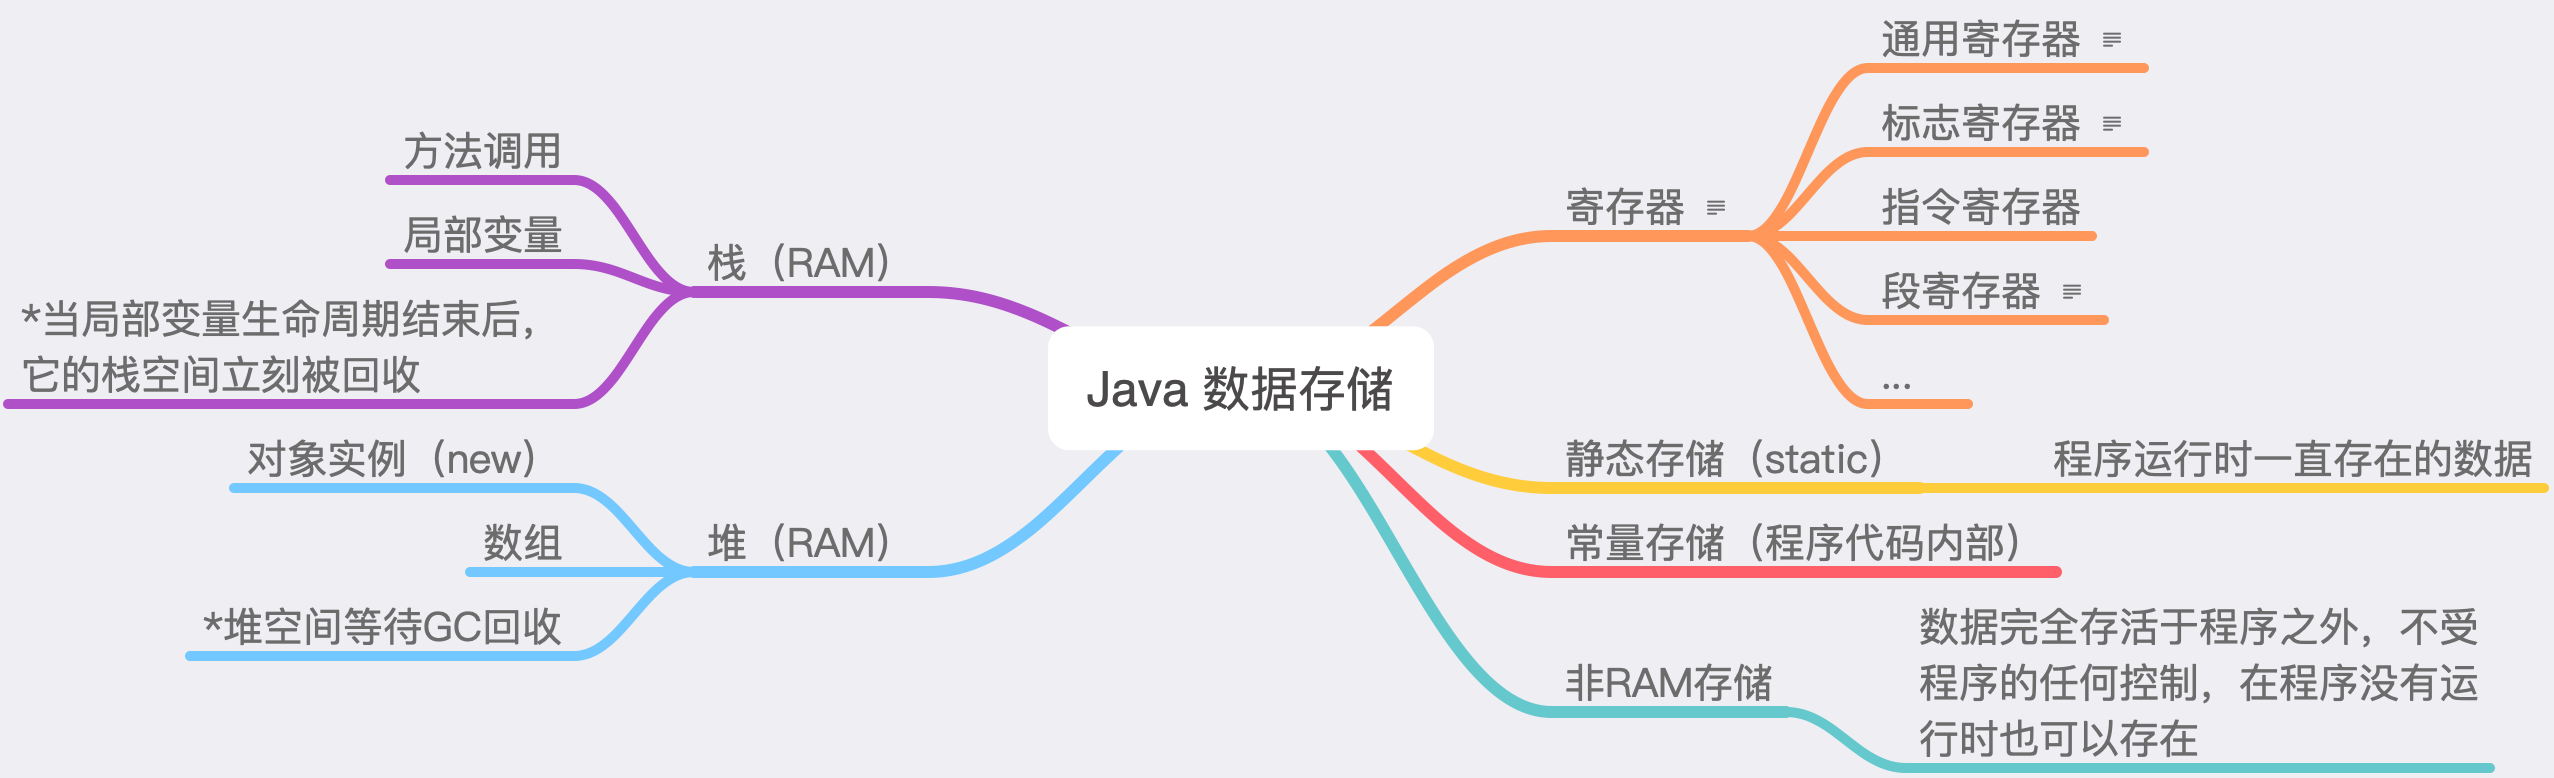 Java 数据存储
寄存器
通用寄存器
标志寄存器
指令寄存器
段寄存器
...
静态存储（static）
程序运行时一直存在的数据
常量存储（程序代码内部）
非RAM存储
数据完全存活于程序之外，不受
程序的任何控制，在程序没有运
行时也可以存在
栈（RAM）
方法调用
局部变量
*当局部变量生命周期结束后，
它的栈空间立刻被回收
堆（RAM）
对象实例（new）
数组
*堆空间等待GC回收